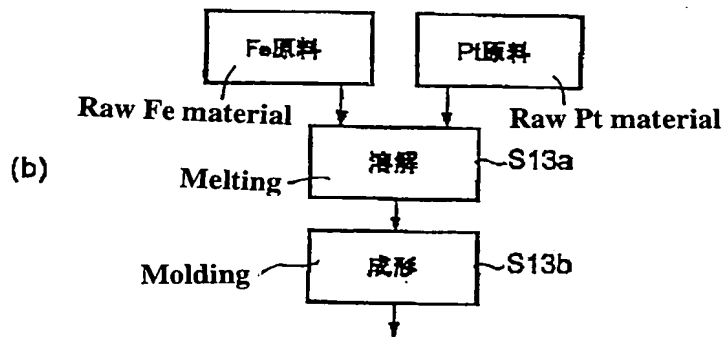 Fe原料
Pt原料
Raw Fe material
Raw Pt material
(b)
溶解
S13a
Melting
成形
S13b
Molding